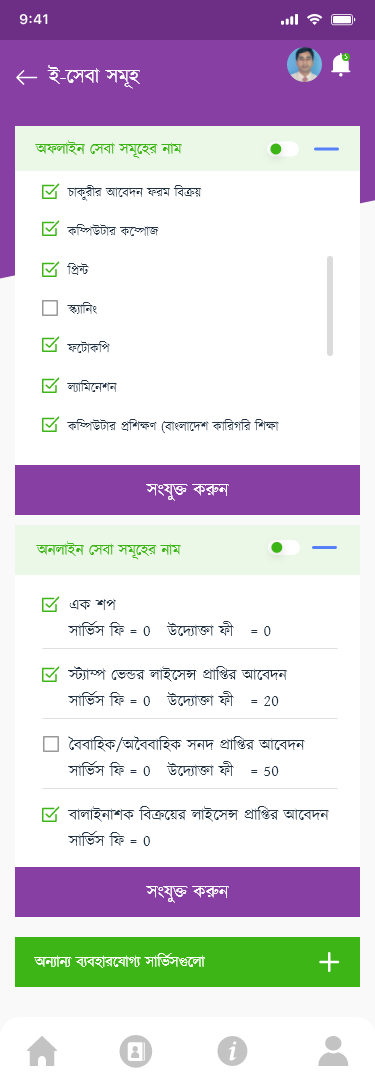 9:41
ই-সেবা সমূহ
অফলাইন সেবা সমূহের নাম
চাকুরীর আবেদন ফরম বিক্রয়
কম্পিউটার কম্পোজ
প্রিন্ট
স্ক্যানিং
ফটোকপি
ল্যামিনেশন
কম্পিউটার প্রশিক্ষণ (বাংলাদেশ কারিগরি শিক্ষা
সংযুক্ত করুন
অনলাইন সেবা সমূহের নাম
এক শপ
সার্ভিস ফি = 0 উদ্যোক্তা ফী = 0
স্ট্যাম্প ভেন্ডর লাইসেন্স প্রাপ্তির আবেদন
সার্ভিস ফি = 0 উদ্যোক্তা ফী = 20
বৈবাহিক/অবৈবাহিক সনদ প্রাপ্তির আবেদন
সার্ভিস ফি = 0 উদ্যোক্তা ফী = 50
বালাইনাশক বিক্রয়ের লাইসেন্স প্রাপ্তির আবেদন
সার্ভিস ফি = 0
সংযুক্ত করুন
অন্যান্য ব্যবহারযোগ্য সার্ভিসগুলো